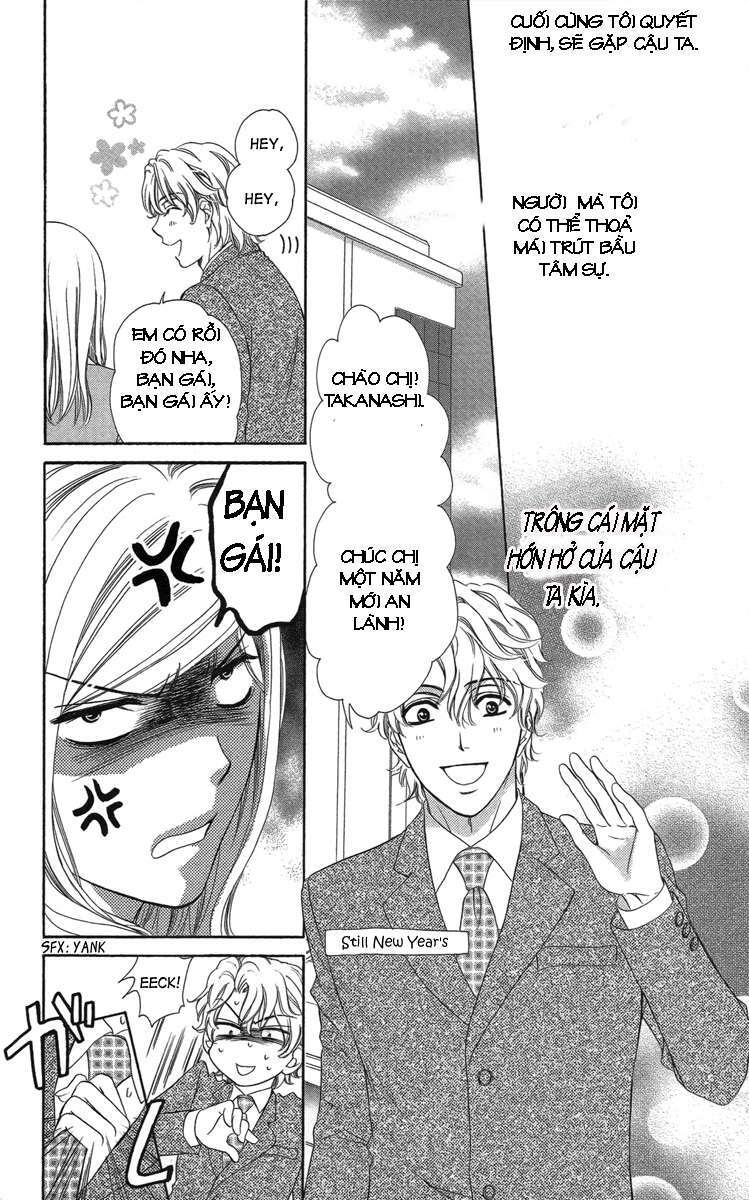 CUỐI CÙNG TÔI QUYẾT
ĐỊNH, SẼ GẶP CẬU TA.
NGƯỜI MÀ TÔI
CÓ THỂ THOẢ
MÁI TRÚT BẦU
TÂM SỰ.
TRÔNG CÁI MẶT
HỚN HỞ CỦA CẬU
TA KÌA.
CHÀO CHỊ!
TAKANASHI.
CHÚC CHỊ
MỘT NĂM
MỚI AN
LÀNH!
Still New Year's
HEY,
HEY,
EM CÓ RỒI
ĐÓ NHA,
BẠN GÁI,
BẠN GÁI ẤY!
BẠN
GÁI!
SFX: YANK
EECK!
ガッ